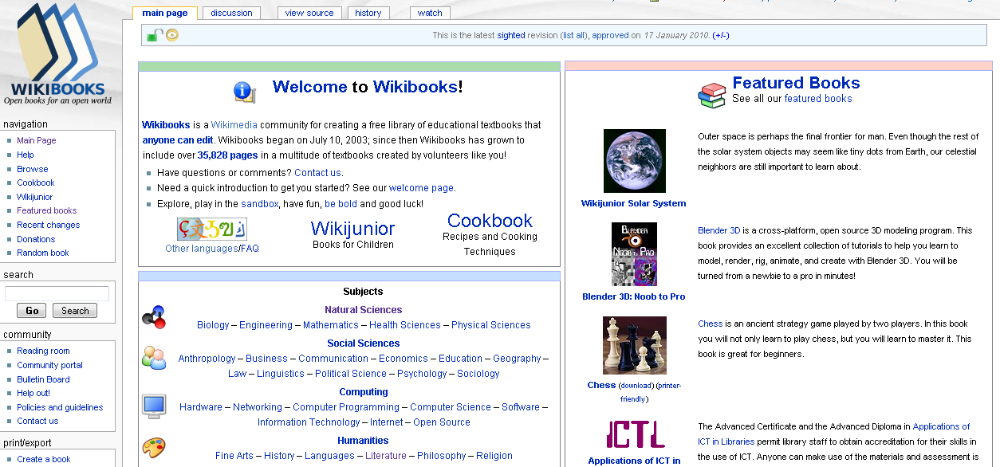 main page
discussion
view source
history
watch
WIKIBOOKS
Open books for an open world
This is the latest sighted revision (list all), approved on 17 January 2010. (+/-)
navigation
Main Page
Help
Browse
Cookbook
Wikijunior
Featured books
Recent changes
Donations
Random book
search
Go
Search
community
Reading room
Community portal
Bulletin Board
Help out!
Policies and guidelines
Contact us
print/export
Create a book
Welcome to Wikibooks!
Wikibooks is a Wikimedia community for creating a free library of educational textbooks that
anyone can edit. Wikibooks began on July 10, 2003; since then Wikibooks has grown to
include over 35,828 pages in a multitude of textbooks created by volunteers like you!
Have questions or comments? Contact us.
Need a quick introduction to get you started? See our welcome page.
Explore, play in the sandbox, have fun, be bold and good luck!
Other languages/FAQ
Wikijunior
Books for Children
Cookbook
Recipes and Cooking
Techniques
Subjects
Natural Sciences
Biology – Engineering – Mathematics – Health Sciences – Physical Sciences
Social Sciences
Anthropology – Business – Communication – Economics – Education – Geography –
Law – Linguistics – Political Science – Psychology – Sociology
Computing
Hardware – Networking – Computer Programming – Computer Science – Software –
Information Technology – Internet – Open Source
Humanities
Fine Arts – History – Languages – Literature – Philosophy – Religion
Featured Books
See all our featured books
Wikijunior Solar System
Outer space is perhaps the final frontier for man. Even though the rest of
the solar system objects may seem like tiny dots from Earth, our celestial
neighbors are still important to learn about.
BLENDER
NOOB TO PRO
Blender 3D: Noob to Pro
Blender 3D is a cross-platform, open source 3D modeling program. This
book provides an excellent collection of tutorials to help you learn to
model, render, rig, animate, and create with Blender 3D. You will be
turned from a newbie to a pro in minutes!
Chess (download) (printer-
friendly)
Chess is an ancient strategy game played by two players. In this book
you will not only learn to play chess, but you will learn to master it. This
book is great for beginners.
ICTL
Applications of ICT in
The Advanced Certificate and the Advanced Diploma in Applications of
ICT in Libraries permit library staff to obtain accreditation for their skills in
the use of ICT. Anyone can make use of the materials and assessment is